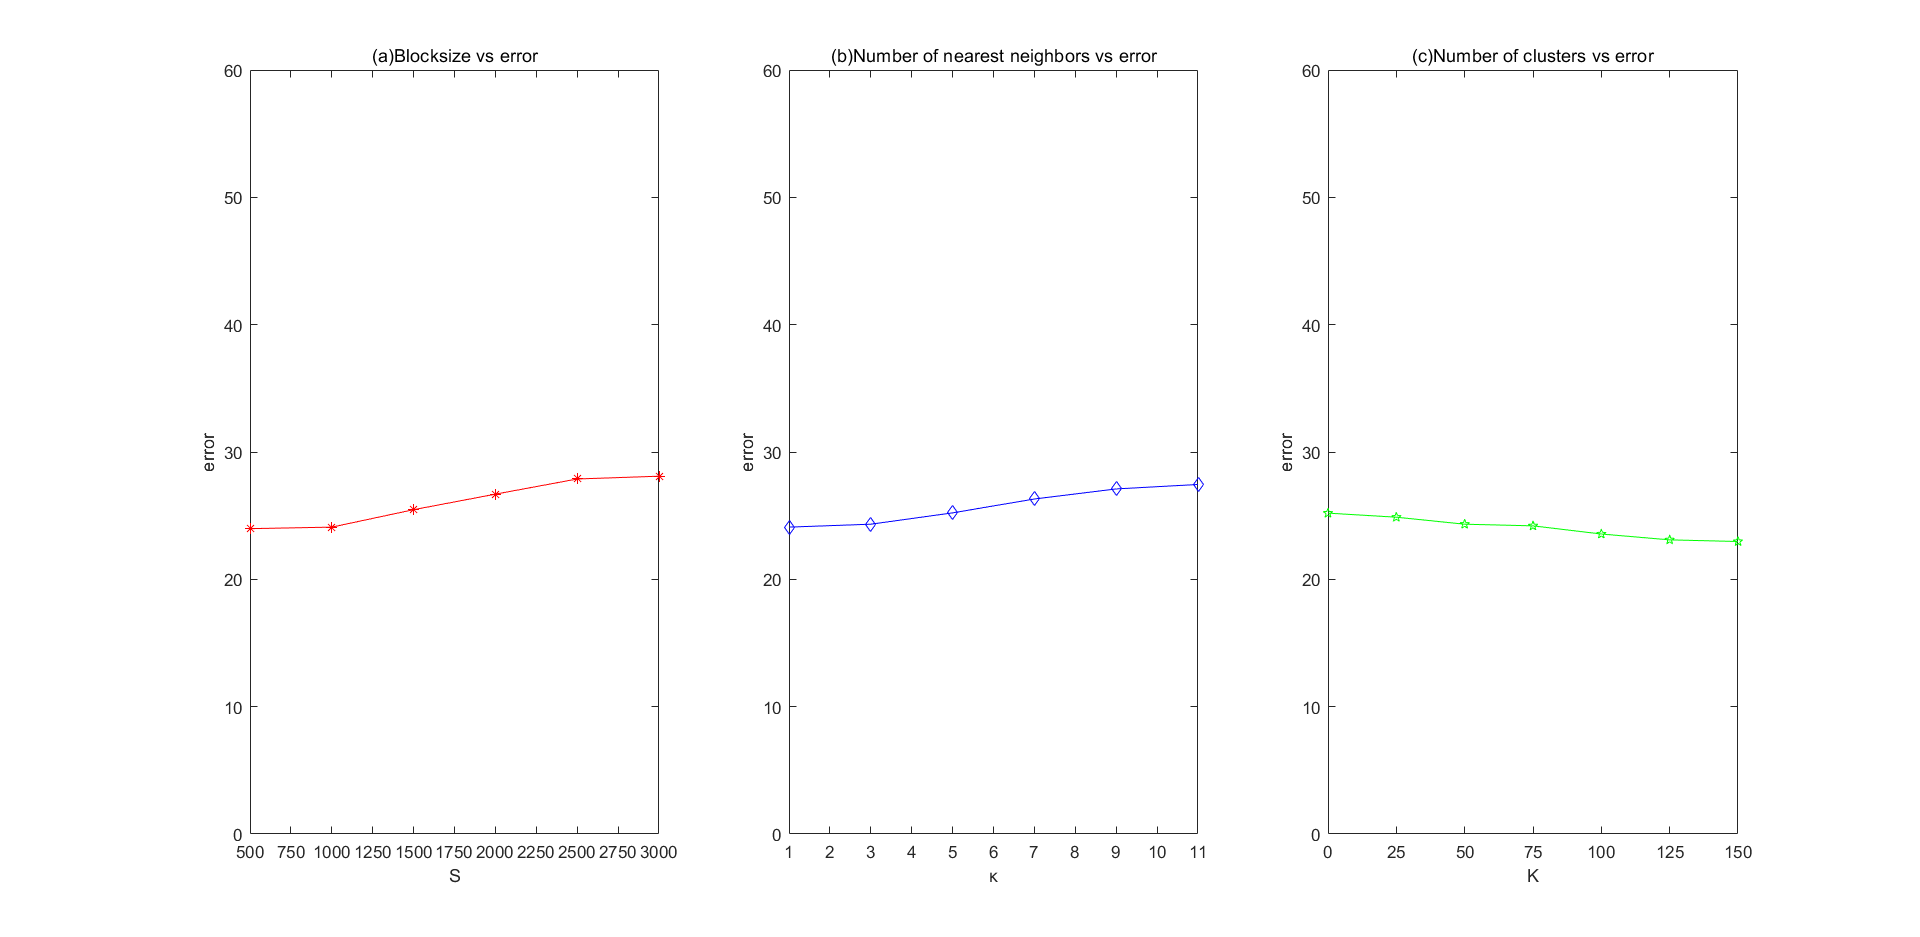 (a)Blocksize vs error
60
50
40
30
20
10
0
error
500 750 1000 1250 1500 1750 2000 2250 2500 2750 3000
S
(b)Number of nearest neighbors vs error
60
50
40
30
20
10
0
error
1 2 3 4 5 6 7 8 9 10 11
κ
(c)Number of clusters vs error
60
50
40
30
20
10
0
error
0 25 50 75 100 125 150
K